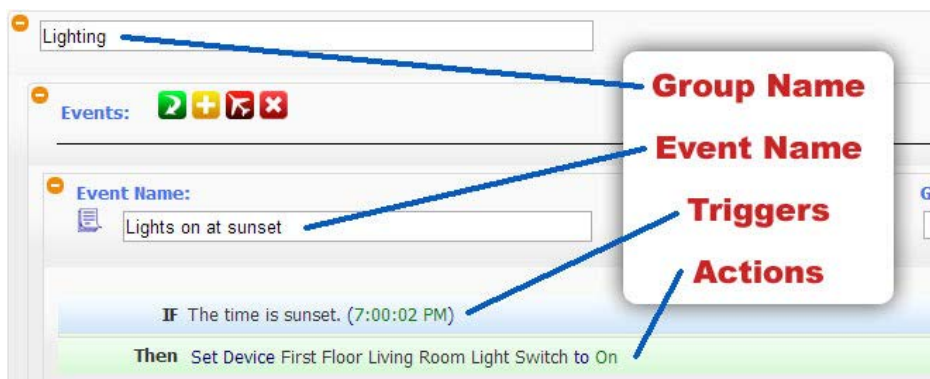 Lighting
Group Name
Events:
Event Name
Event Name:
G
Lights on at sunset
Triggers
Actions
IF The time is sunset. (7:00:02 PM)
Then Set Device First Floor Living Room Light Switch to On